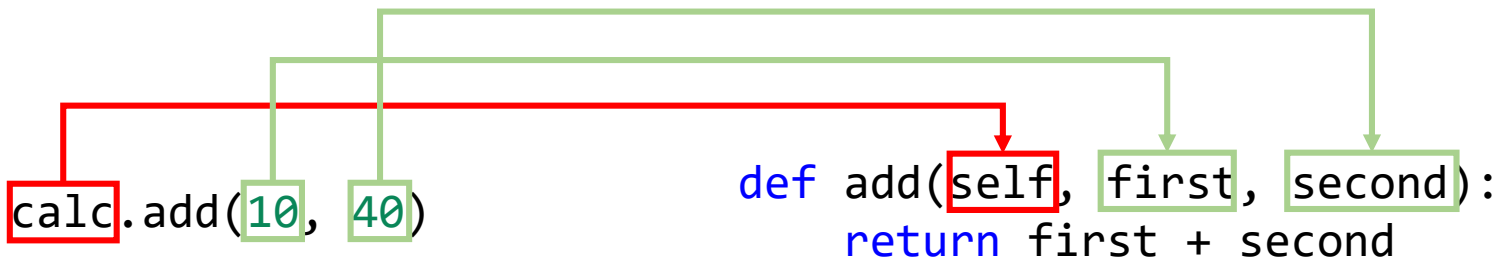 calc.add(10, 40)
def add(self, first, second):
return first + second